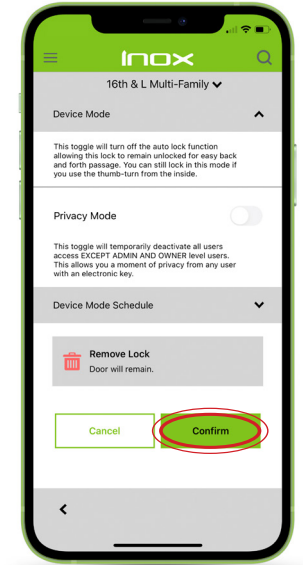 INOX
16th & L Multi-Family
Device Mode
This toggle will turn off the auto lock function
allowing this lock to remain unlocked for easy back
and forth passage. You can still lock in this mode if
you use the thumb-turn from the inside.
Privacy Mode
This toggle will temporarily deactivate all users
access EXCEPT ADMIN AND OWNER level users.
This allows you a moment of privacy from any user
with an electronic key.
Device Mode Schedule
Remove Lock
Door will remain.
Cancel
Confirm